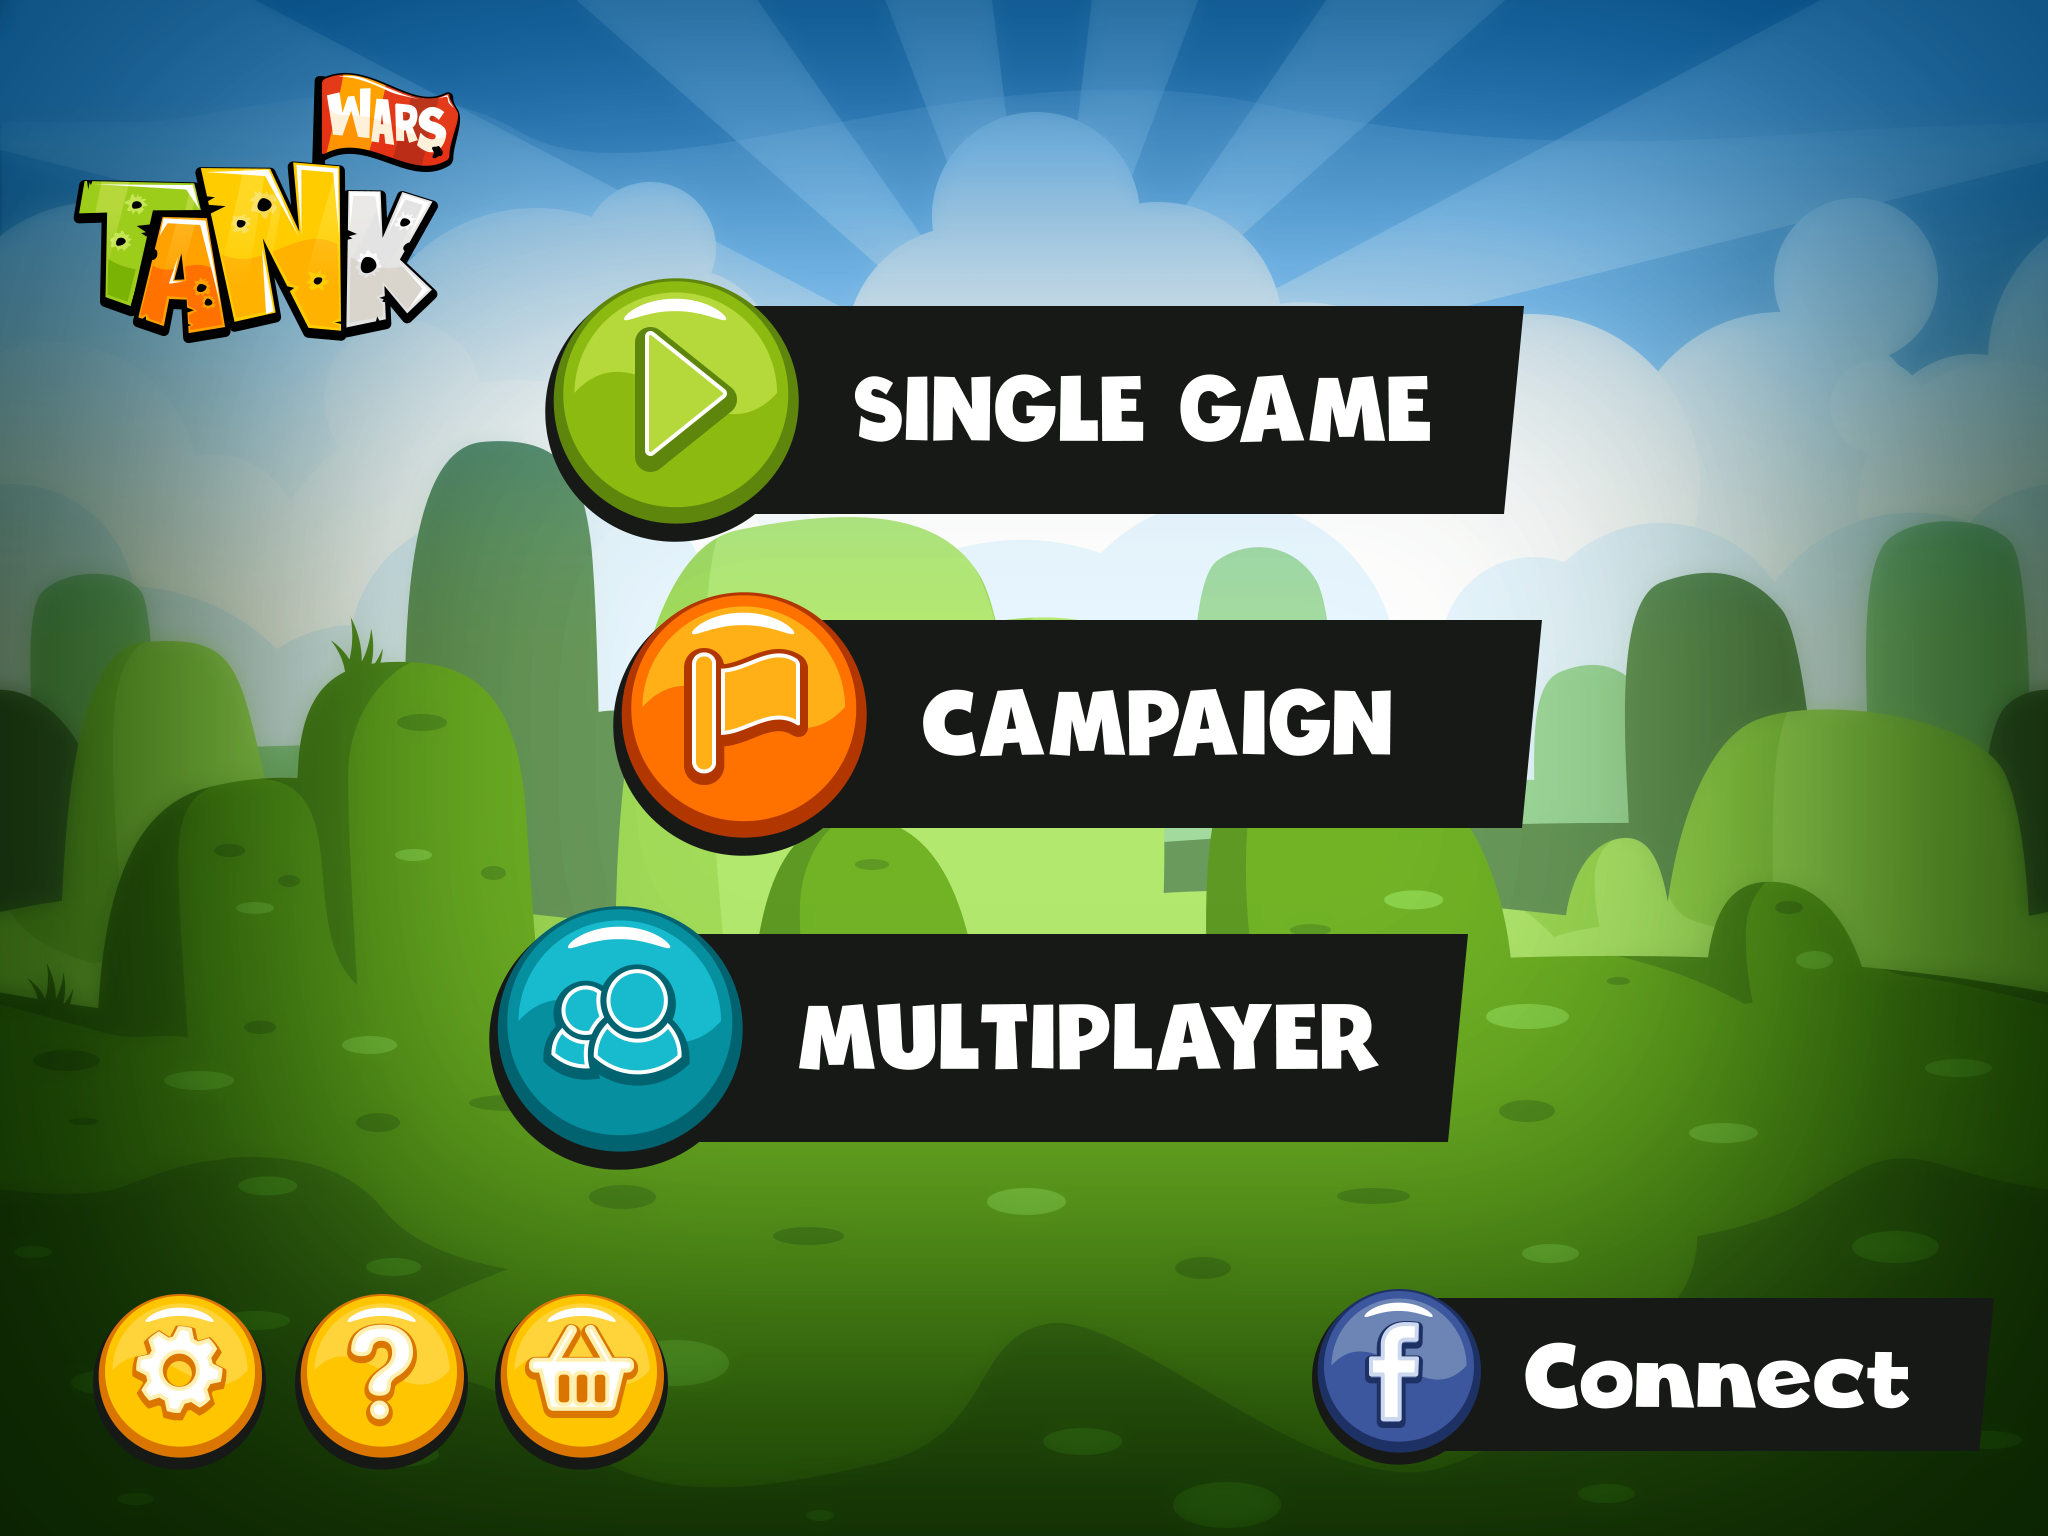 WARS
TANK
SINGLE GAME
CAMPAIGN
MULTIPLAYER
?
f Connect